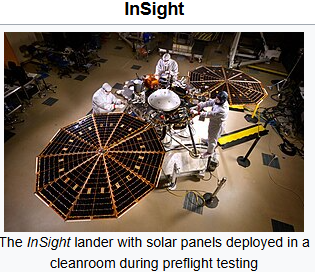 InSight
The InSight lander with solar panels deployed in a
cleanroom during preflight testing